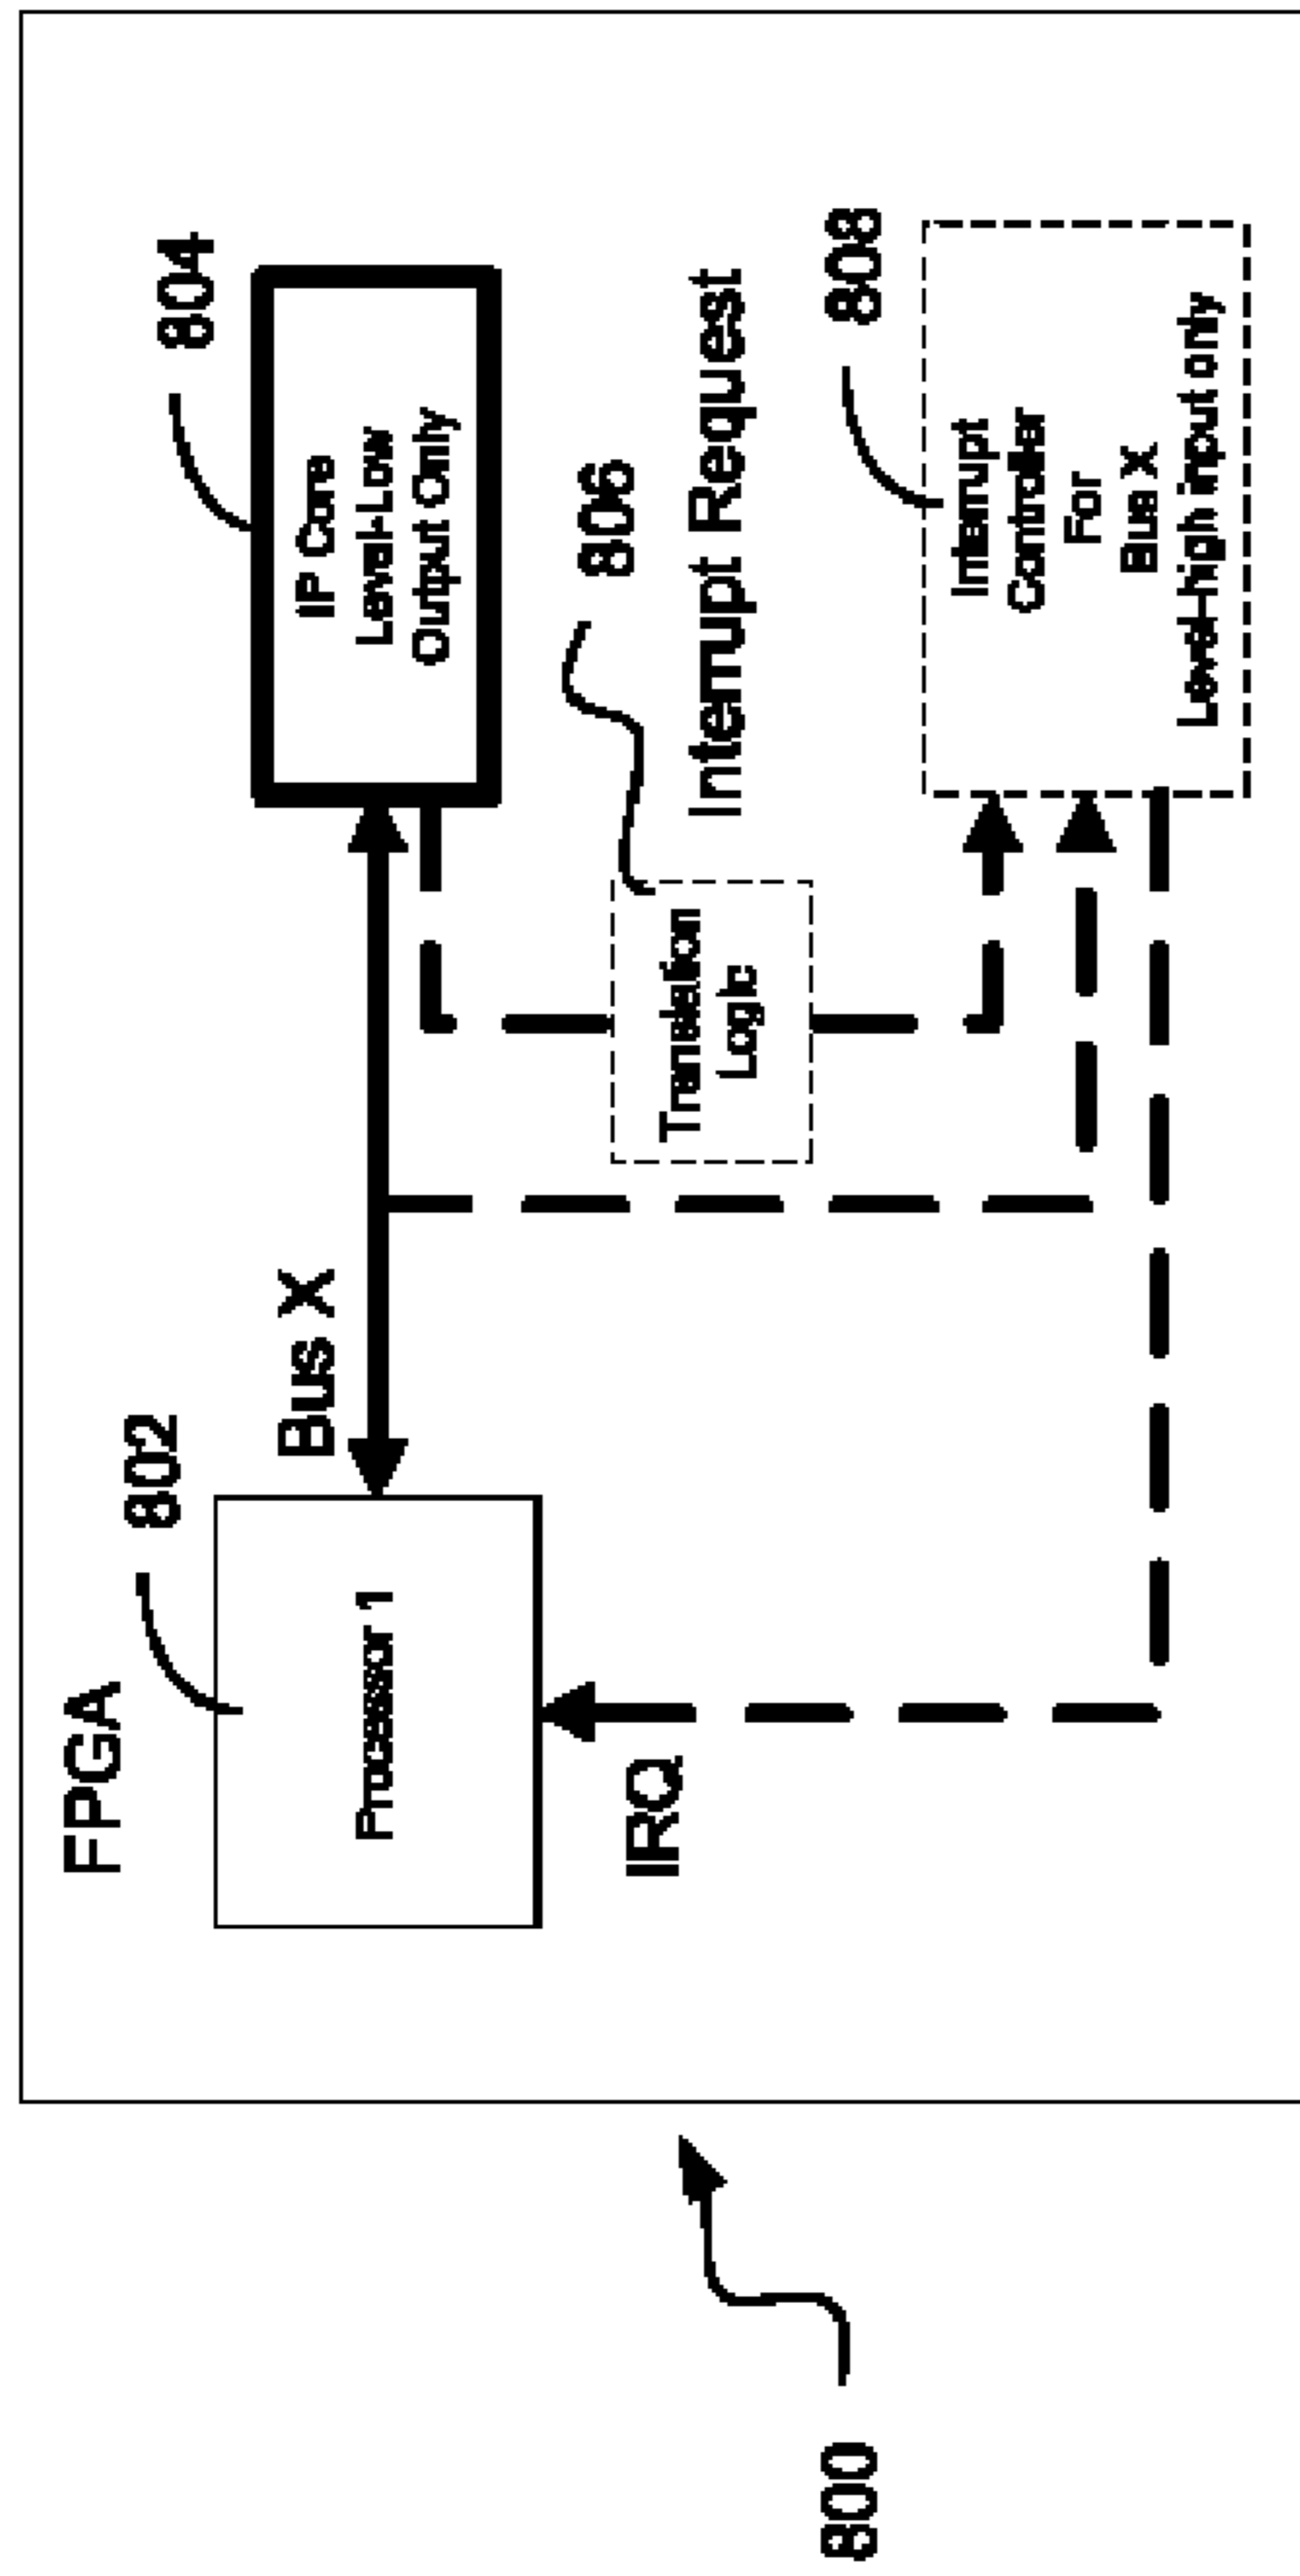 FPGA
802
804
Bus X
Processor 1
IP Core
Level-Low
Output Only
806
IRQ
Translation
Logic
Interrupt Request
808
Interrupt
Controller
For
Bus X
Level-high input only
800